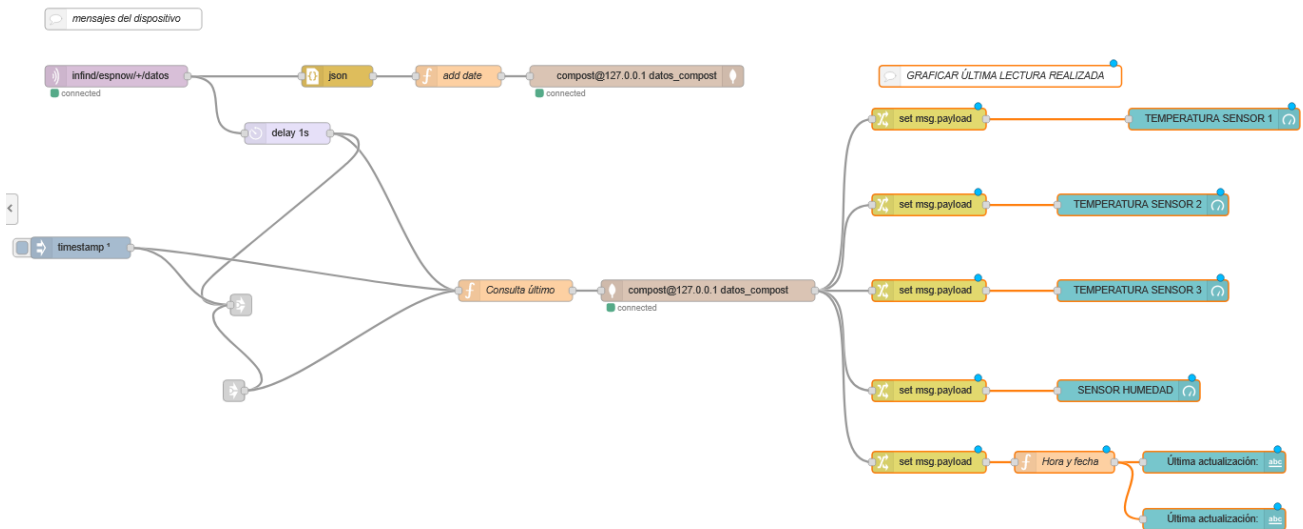 mensajes del dispositivo
infind/espnow/+/datos
connected
json
add date
compost@127.0.0.1 datos_compost
connected
GRAFICAR ÚLTIMA LECTURA REALIZADA
set msg.payload
TEMPERATURA SENSOR 1
delay 1s
set msg.payload
TEMPERATURA SENSOR 2
timestamp *
Consulta último
compost@127.0.0.1 datos_compost
connected
set msg.payload
TEMPERATURA SENSOR 3
set msg.payload
SENSOR HUMEDAD
set msg.payload
Hora y fecha
Última actualización:
abc
Última actualización:
abc